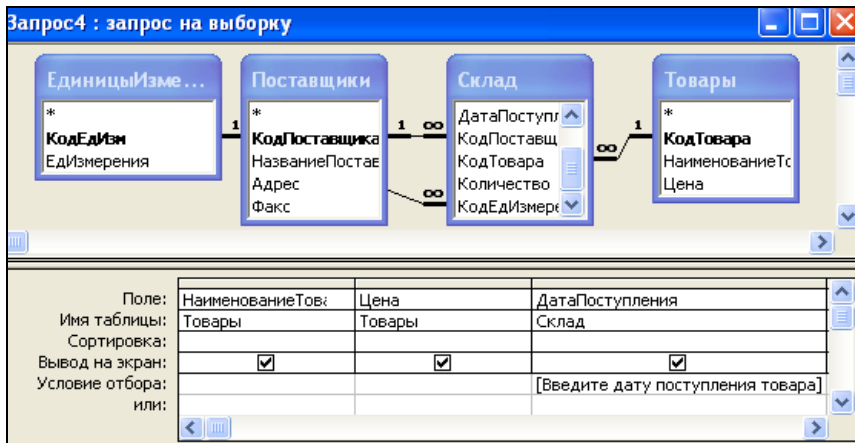 Запрос4 : запрос на выборку
ЕдиницыИзме...
*
КодЕдИзм
ЕдИзмерения
1
Поставщики
*
КодПоставщика
НазваниеПостав
Адрес
Факс
1 ∞
∞
Склад
ДатаПоступл
КодПоставщ
КодТовара
Количество
КодЕдИзмере
∞
1
Товары
*
КодТовара
НаименованиеТо
Цена
Поле: НаименованиеТова Цена ДатаПоступления
Имя таблицы: Товары Товары Склад
Сортировка:
Вывод на экран:
Условие отбора: [Введите дату поступления товара]
или: